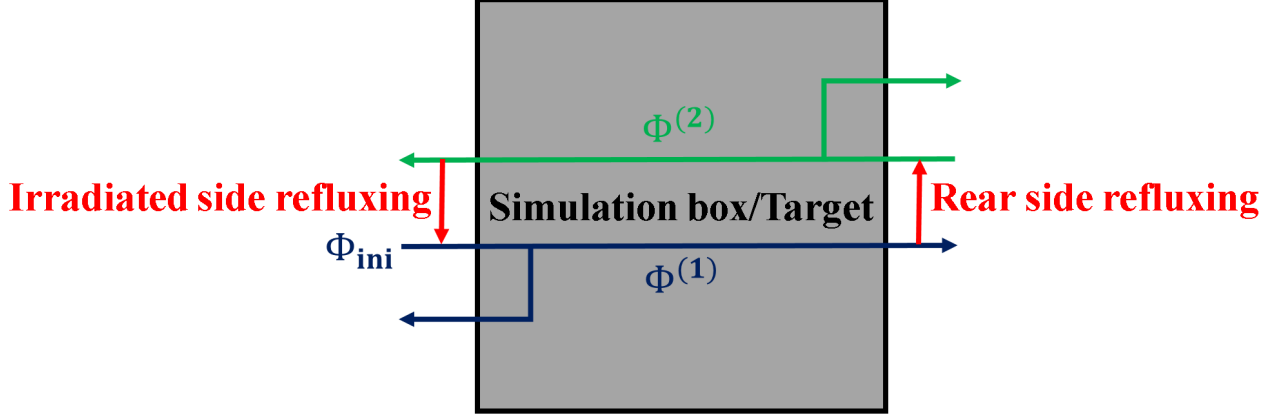 Φ⁽²⁾
Irradiated side refluxing
Simulation box/Target
Rear side refluxing
Φ_ini
Φ⁽¹⁾